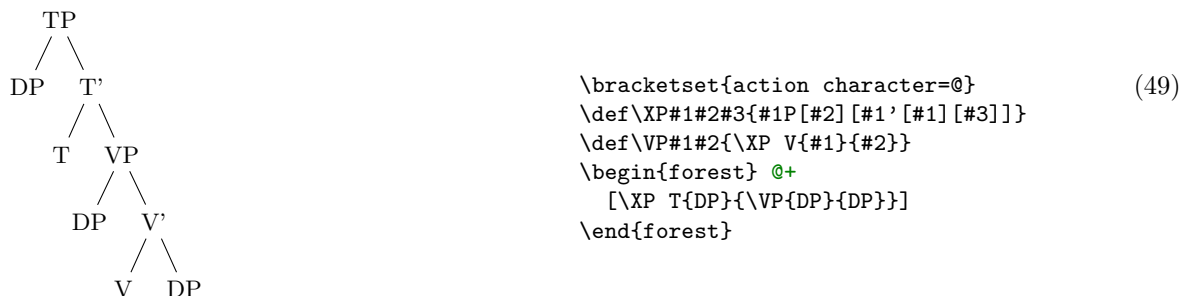 TP
DP T'
T VP
DP V'
V DP
\bracketset{action character=@}
\def\XP#1#2#3{#1P[#2][#1'[#1][#3]]}
\def\VP#1#2{\XP V{#1}{#2}}
\begin{forest} @+
[\XP T{DP}{\VP{DP}{DP}}]
\end{forest}
(49)